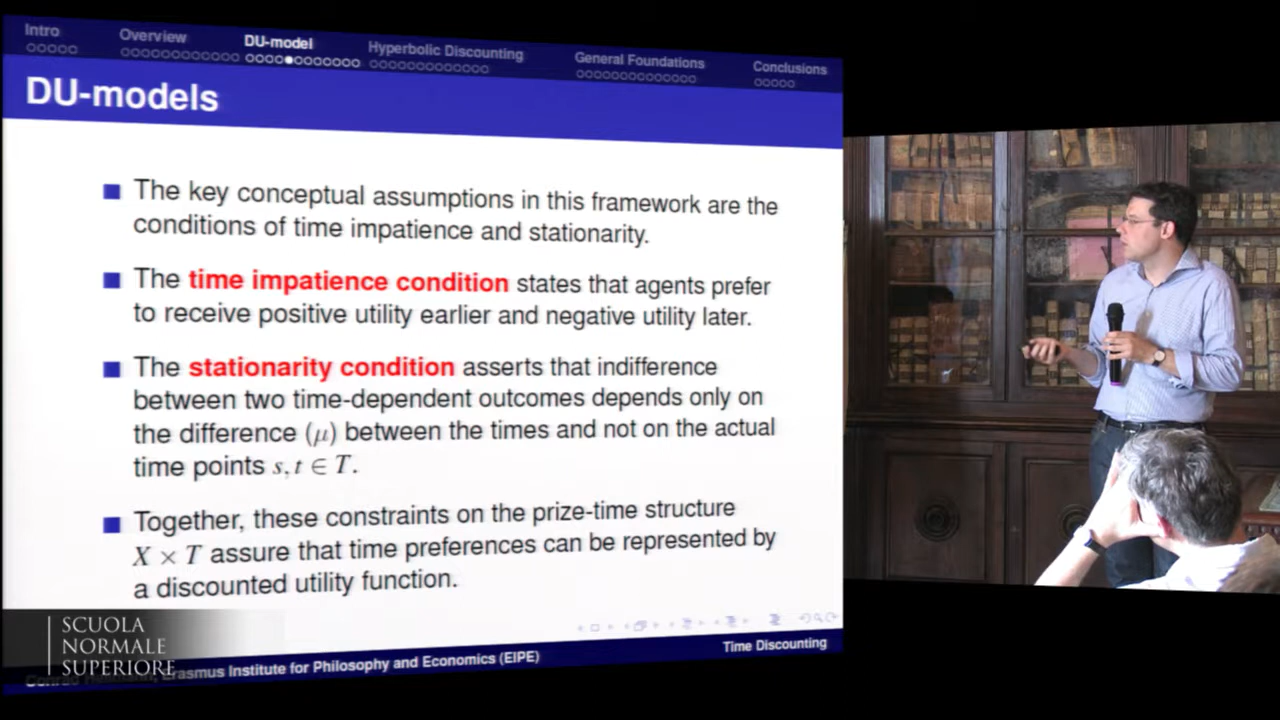 Intro
Overview
DU-model
Hyperbolic Discounting
General Foundations
Conclusions
DU-models
The key conceptual assumptions in this framework are the
conditions of time impatience and stationarity.
The time impatience condition states that agents prefer
to receive positive utility earlier and negative utility later.
The stationarity condition asserts that indifference
between two time-dependent outcomes depends only on
the difference (μ) between the times and not on the actual
time points s, t ∈ T.
Together, these constraints on the prize-time structure
X × T assure that time preferences can be represented by
a discounted utility function.
SCUOLA
NORMALE
SUPERIORE
Erasmus Institute for Philosophy and Economics (EIPE)
Time Discounting